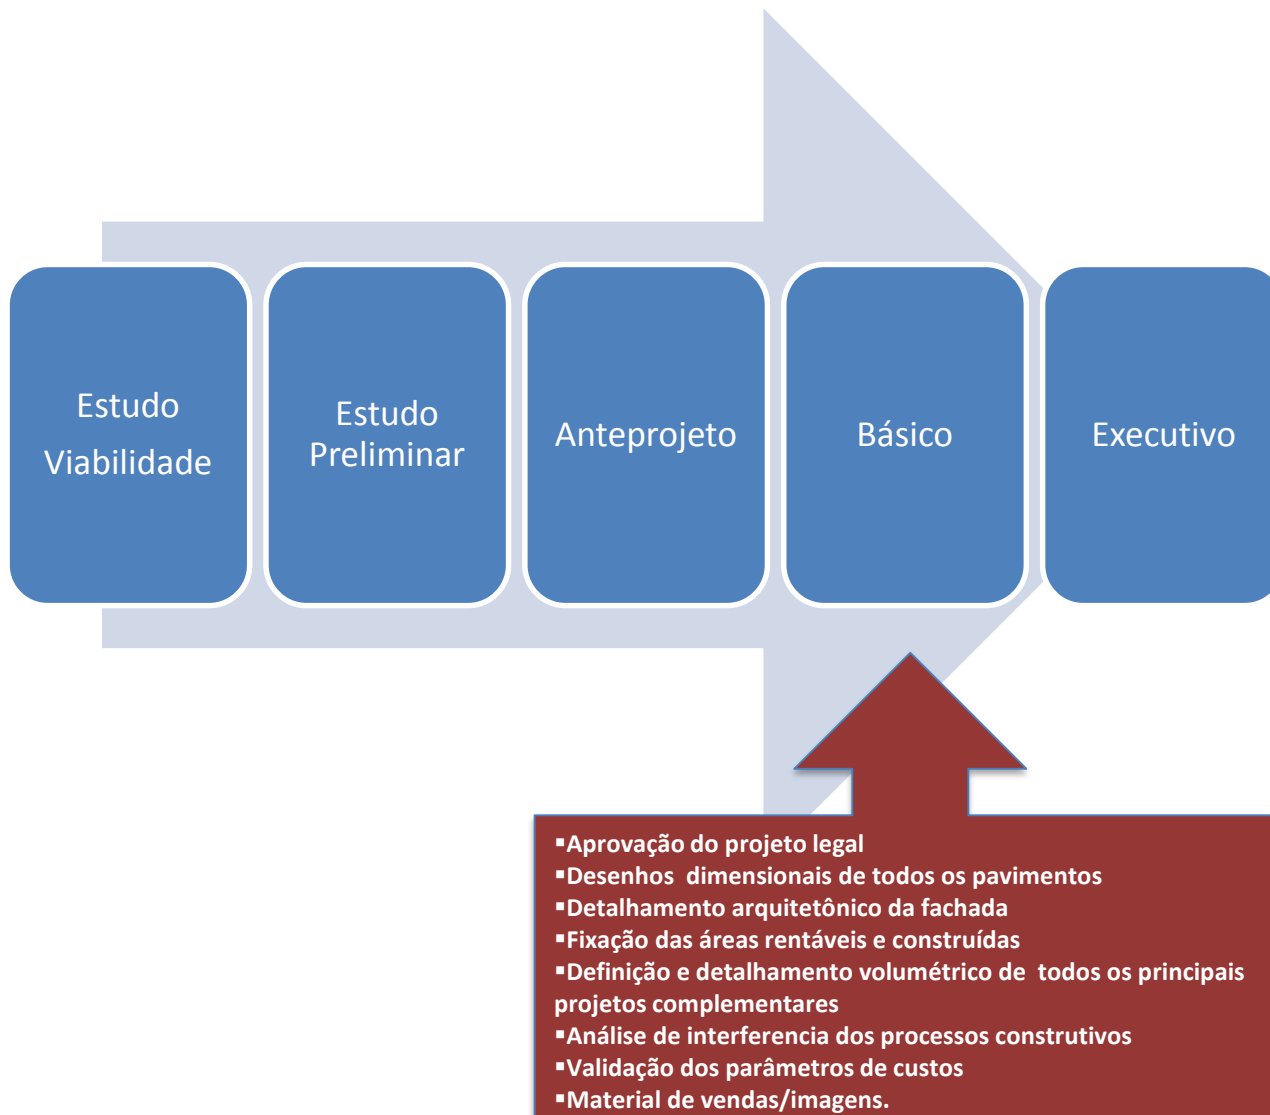 Estudo
Viabilidade
Estudo
Preliminar
Anteprojeto
Básico
Executivo
▪Aprovação do projeto legal
▪Desenhos dimensionais de todos os pavimentos
▪Detalhamento arquitetônico da fachada
▪Fixação das áreas rentáveis e construídas
▪Definição e detalhamento volumétrico de todos os principais
projetos complementares
▪Análise de interferencia dos processos construtivos
▪Validação dos parâmetros de custos
▪Material de vendas/imagens.